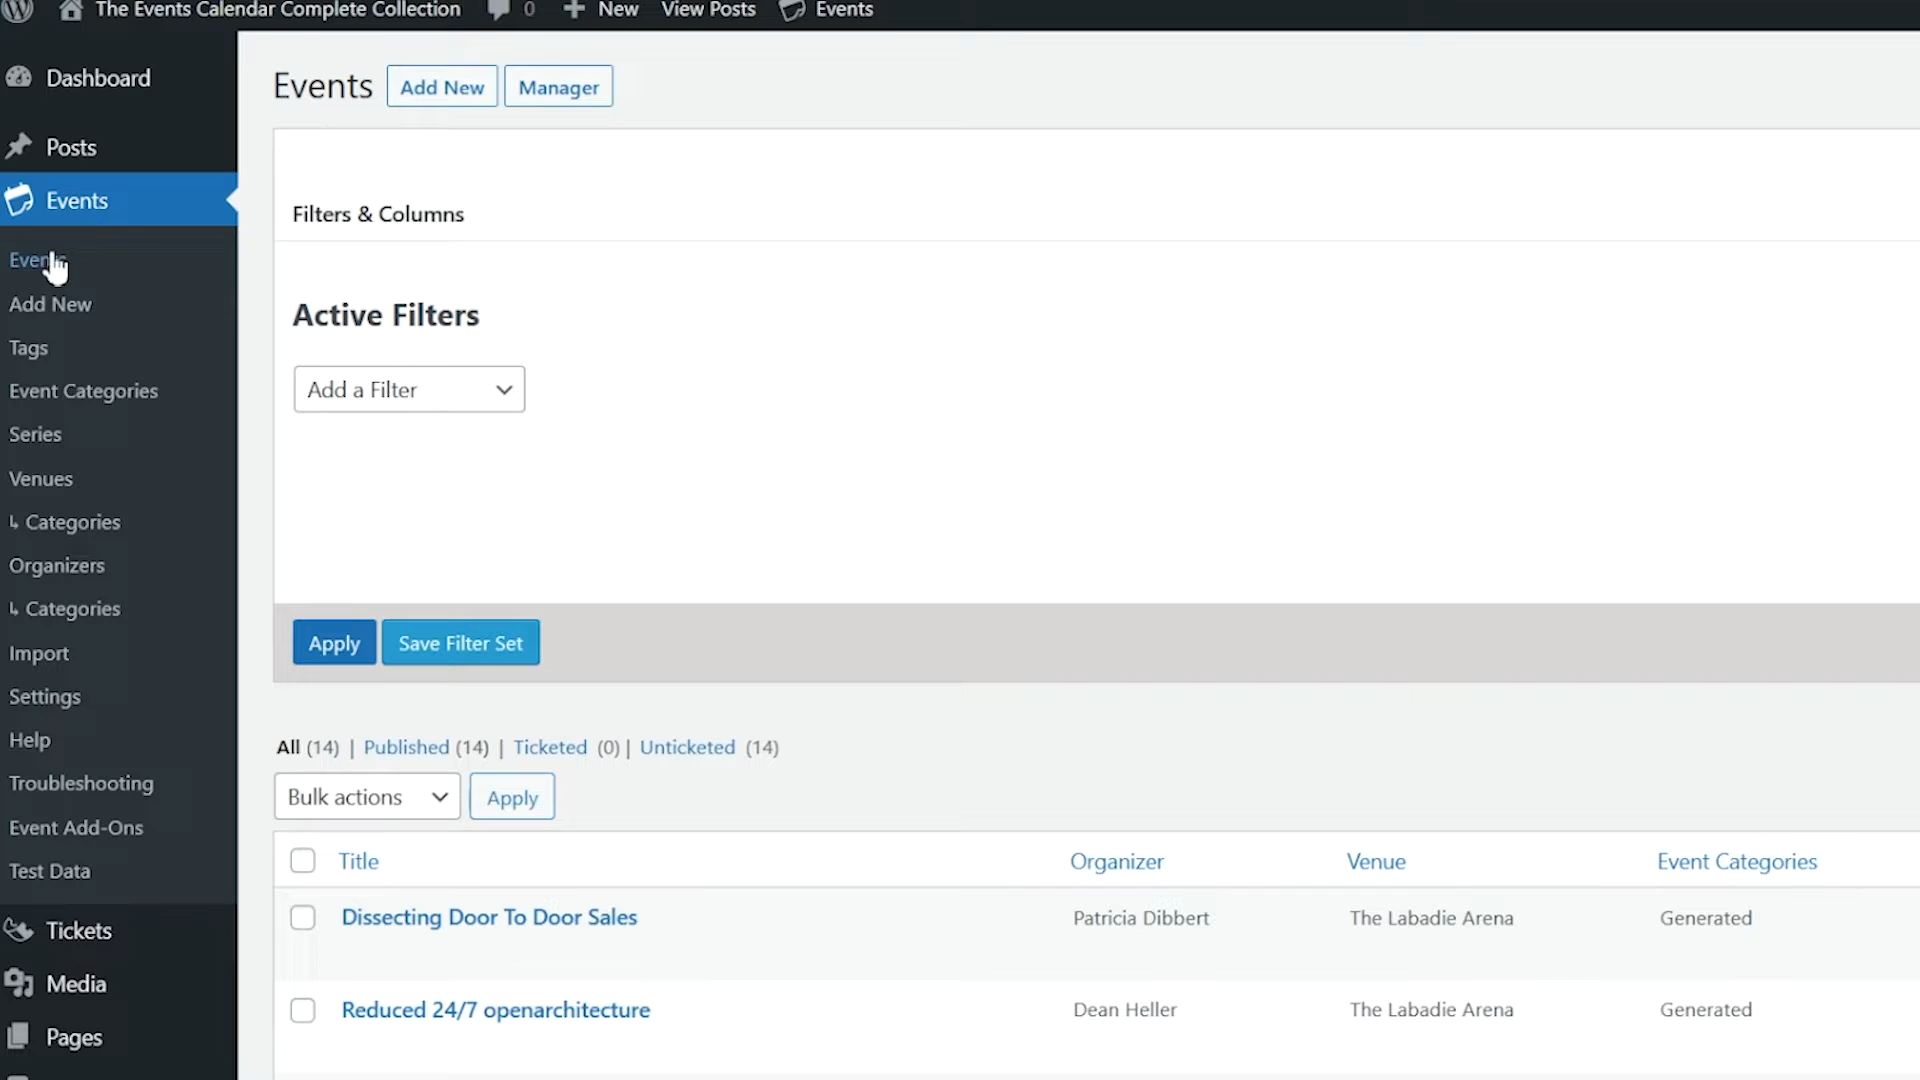 The Events Calendar Complete Collection 0 New View Posts Events
Dashboard
Posts
Events
Events
Add New
Tags
Event Categories
Series
Venues
↳ Categories
Organizers
↳ Categories
Import
Settings
Help
Troubleshooting
Event Add-Ons
Test Data
Tickets
Media
Pages
Events Add New Manager
Filters & Columns
Active Filters
Add a Filter
Apply Save Filter Set
All (14) | Published (14) | Ticketed (0) | Unticketed (14)
Bulk actions Apply
Title Organizer Venue Event Categories
Dissecting Door To Door Sales Patricia Dibbert The Labadie Arena Generated
Reduced 24/7 openarchitecture Dean Heller The Labadie Arena Generated